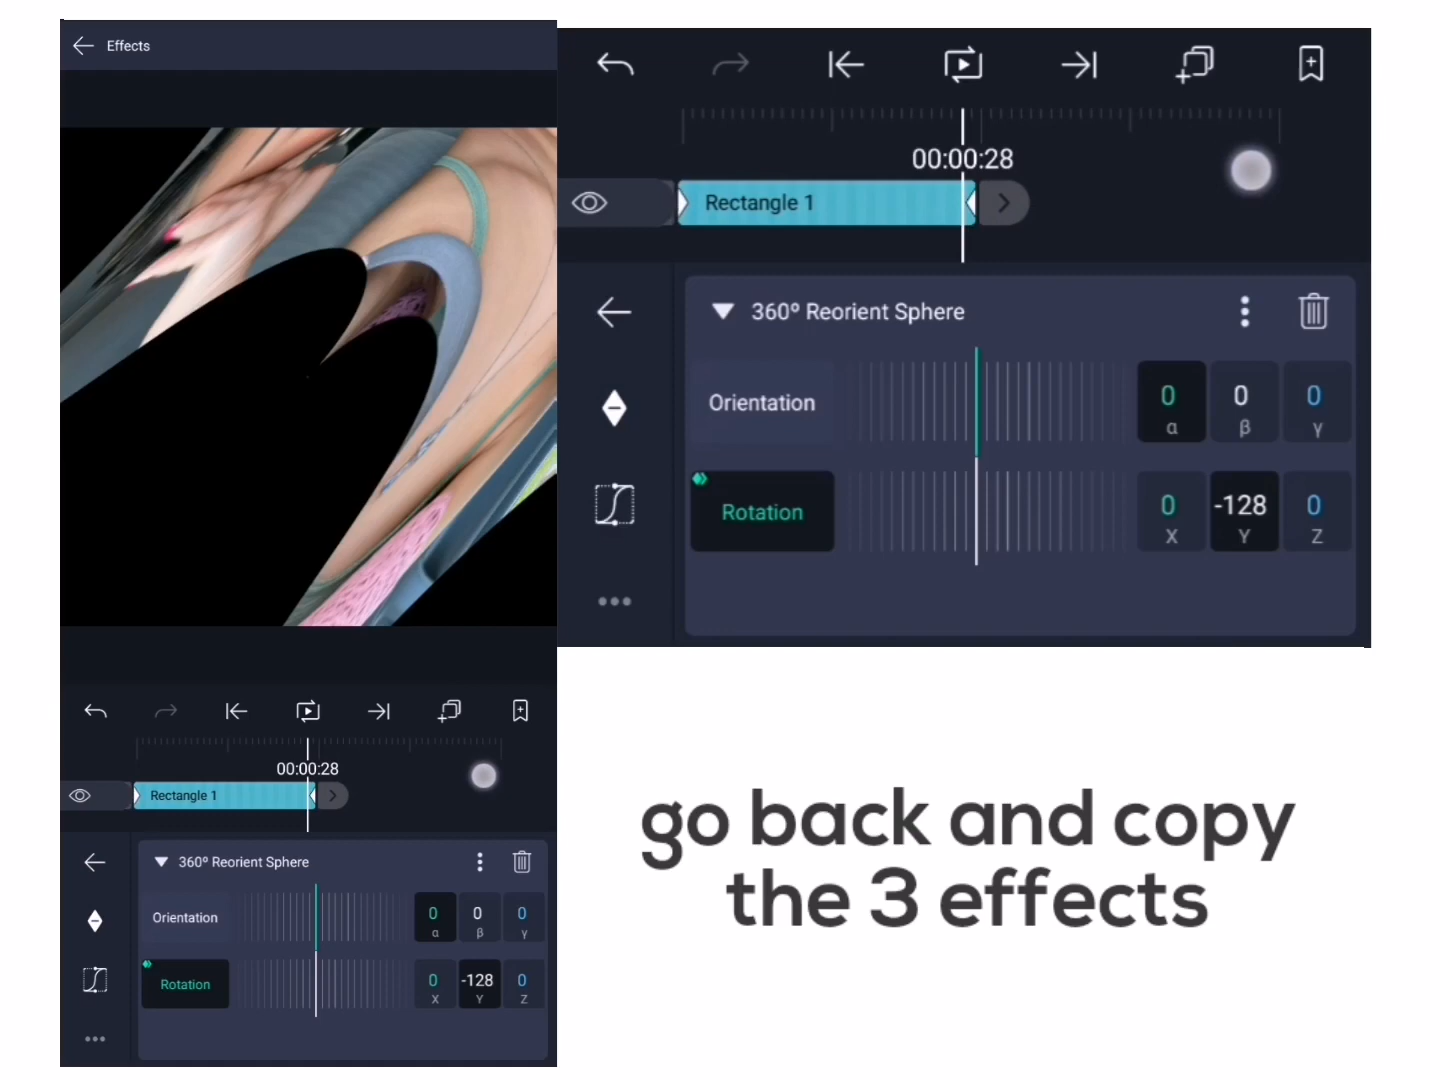 Effects
00:00:28
Rectangle 1
360º Reorient Sphere
Orientation
0 0 0
α β γ
Rotation
0 -128 0
X Y Z
00:00:28
Rectangle 1
360º Reorient Sphere
Orientation
0 0 0
α β γ
Rotation
0 -128 0
X Y Z
go back and copy
the 3 effects